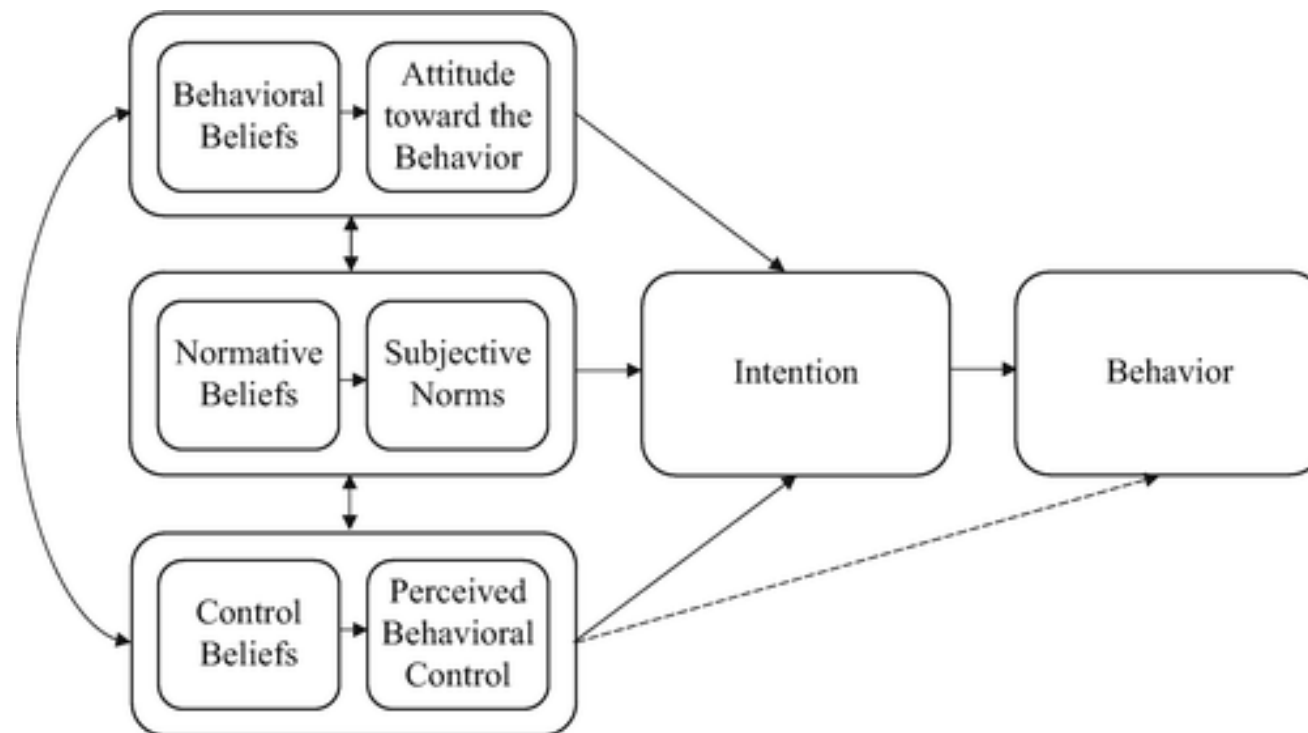 Behavioral
Beliefs
Attitude
toward the
Behavior
Normative
Beliefs
Subjective
Norms
Intention
Behavior
Control
Beliefs
Perceived
Behavioral
Control